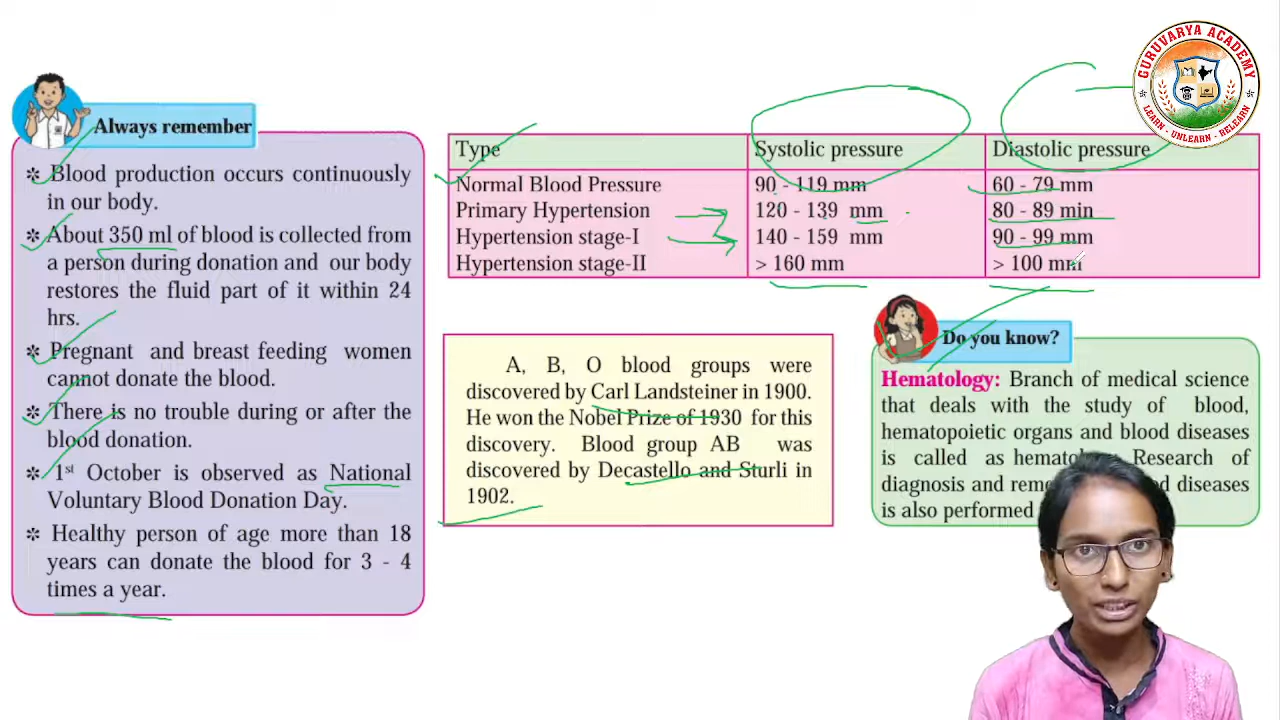 GURUVARYA ACADEMY
LEARN - UNLEARN - RELEARN
Always remember
✻ Blood production occurs continuously
in our body.
✻ About 350 ml of blood is collected from
a person during donation and our body
restores the fluid part of it within 24
hrs.
✻ Pregnant and breast feeding women
cannot donate the blood.
✻ There is no trouble during or after the
blood donation.
✻ 1st October is observed as National
Voluntary Blood Donation Day.
✻ Healthy person of age more than 18
years can donate the blood for 3 - 4
times a year.
Type Systolic pressure Diastolic pressure
Normal Blood Pressure 90 - 119 mm 60 - 79 mm
Primary Hypertension 120 - 139 mm 80 - 89 min
Hypertension stage-I 140 - 159 mm 90 - 99 mm
Hypertension stage-II > 160 mm > 100 mm
A, B, O blood groups were
discovered by Carl Landsteiner in 1900.
He won the Nobel Prize of 1930 for this
discovery. Blood group AB was
discovered by Decastello and Sturli in
1902.
Do you know?
Hematology: Branch of medical science
that deals with the study of blood,
hematopoietic organs and blood diseases
is called as Research of
diagnosis and diseases
is also performed